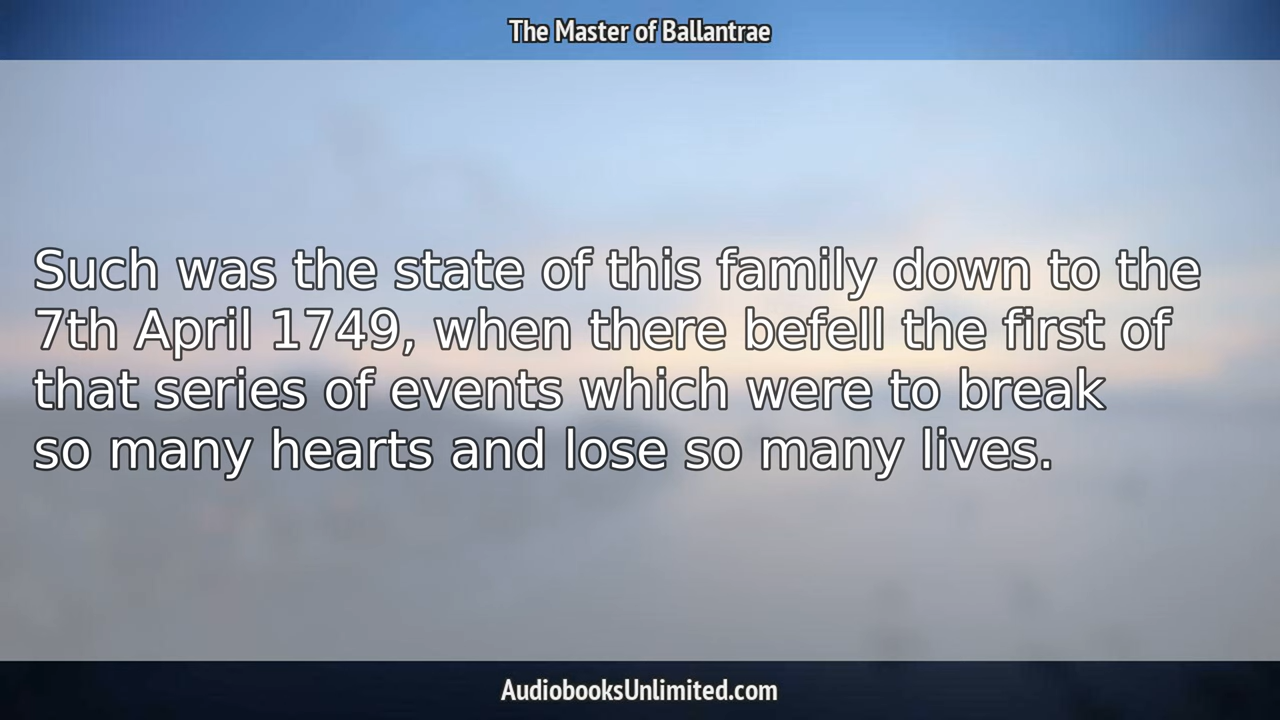 The Master of Ballantrae
Such was the state of this family down to the
7th April 1749, when there befell the first of
that series of events which were to break
so many hearts and lose so many lives.
AudiobooksUnlimited.com